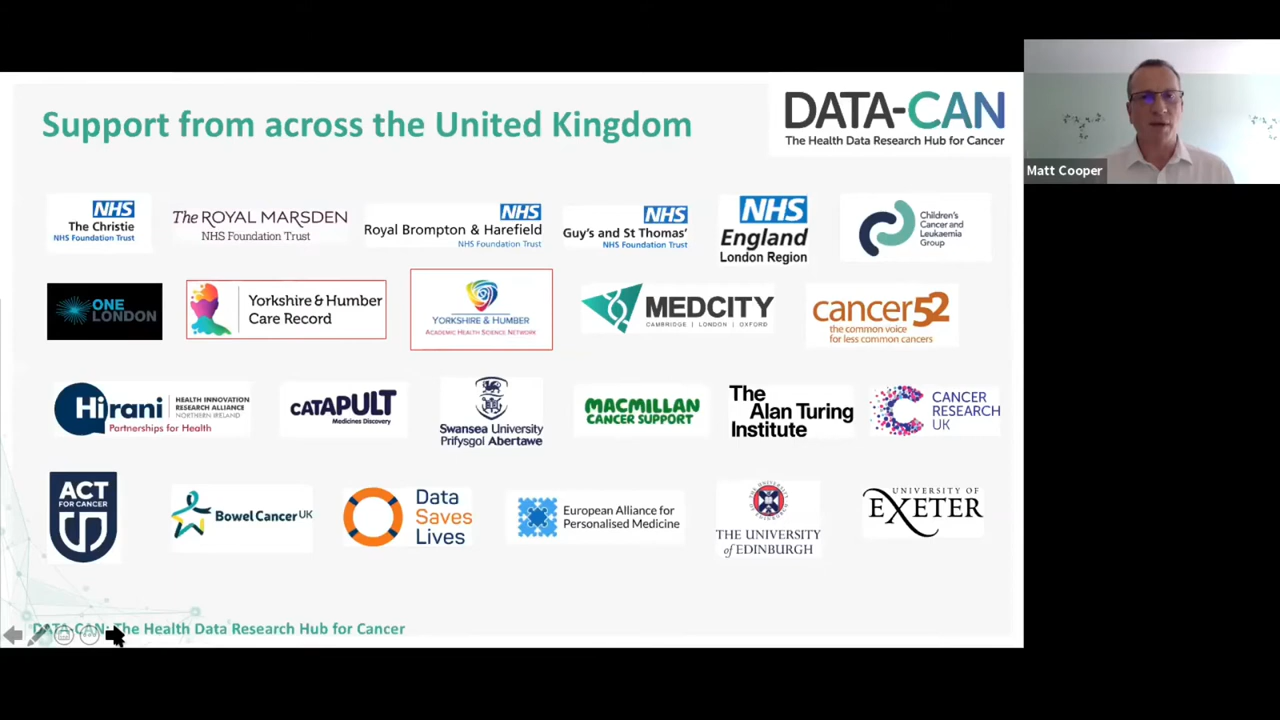 Support from across the United Kingdom
DATA-CAN
The Health Data Research Hub for Cancer
Matt Cooper
NHS
The Christie
NHS Foundation Trust
The ROYAL MARSDEN
NHS Foundation Trust
NHS
Royal Brompton & Harefield
NHS Foundation Trust
NHS
Guy's and St Thomas'
NHS Foundation Trust
NHS
England
London Region
Children's
Cancer and
Leukaemia
Group
ONE
LONDON
Yorkshire & Humber
Care Record
YORKSHIRE & HUMBER
ACADEMIC HEALTH SCIENCE NETWORK
MEDCITY
CAMBRIDGE | LONDON | OXFORD
cancer52
the common voice
for less common cancers
Hirani
HEALTH INNOVATION
RESEARCH ALLIANCE
NORTHERN IRELAND
Partnerships for Health
CATAPULT
Medicines Discovery
Swansea University
Prifysgol Abertawe
MACMILLAN
CANCER SUPPORT
The
Alan Turing
Institute
CANCER
RESEARCH
UK
ACT
FOR CANCER
Bowel Cancer UK
Data
Saves
Lives
European Alliance for
Personalised Medicine
THE UNIVERSITY
of EDINBURGH
UNIVERSITY OF
EXETER
DATA-CAN: The Health Data Research Hub for Cancer